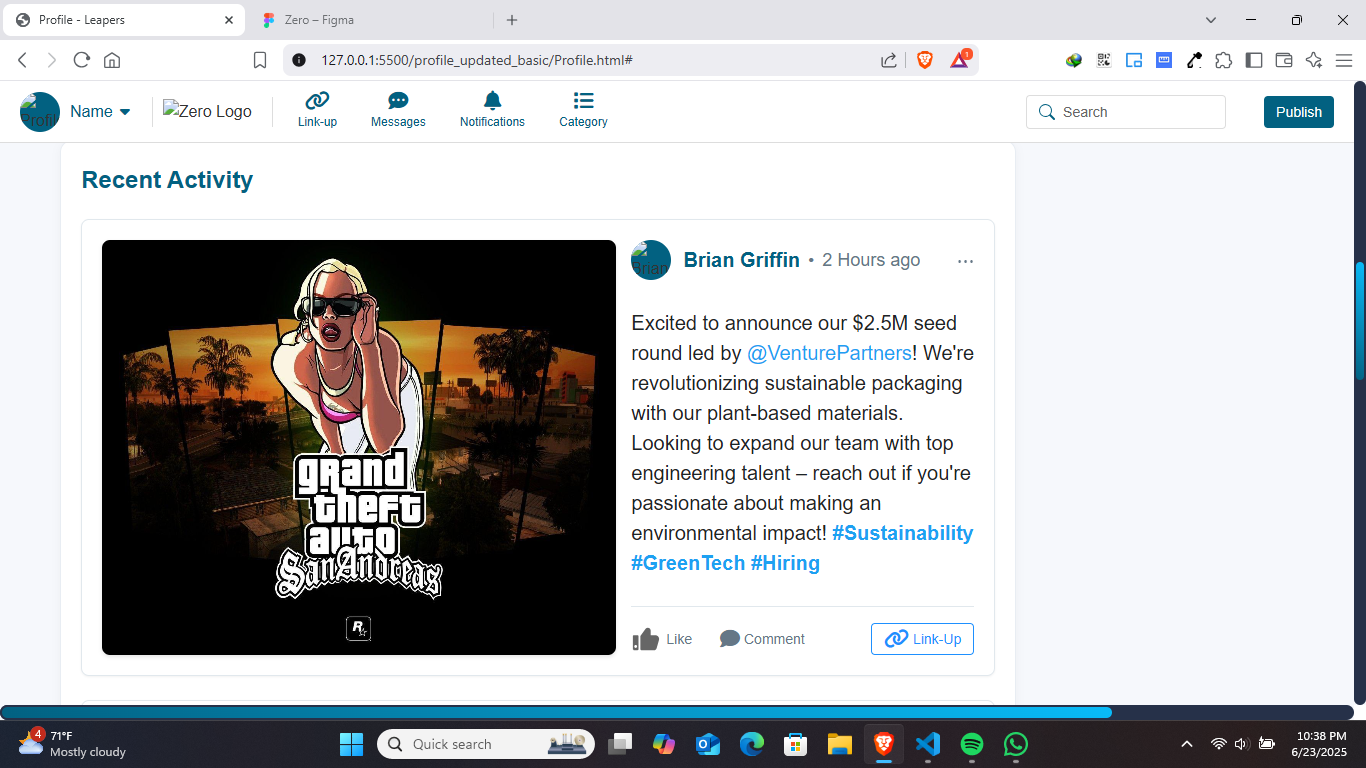 Profile - Leapers
Zero – Figma
127.0.0.1:5500/profile_updated_basic/Profile.html#
1
Profil
Name
Zero Logo
Link-up
Messages
Notifications
Category
Search
Publish
Recent Activity
Brian
Brian Griffin • 2 Hours ago
...
Excited to announce our $2.5M seed
round led by @VenturePartners! We're
revolutionizing sustainable packaging
with our plant-based materials.
Looking to expand our team with top
engineering talent – reach out if you're
passionate about making an
environmental impact! #Sustainability
#GreenTech #Hiring
grand
theft
auto
SanAndreas
R
Like
Comment
Link-Up
4
71°F
Mostly cloudy
Quick search
10:38 PM
6/23/2025